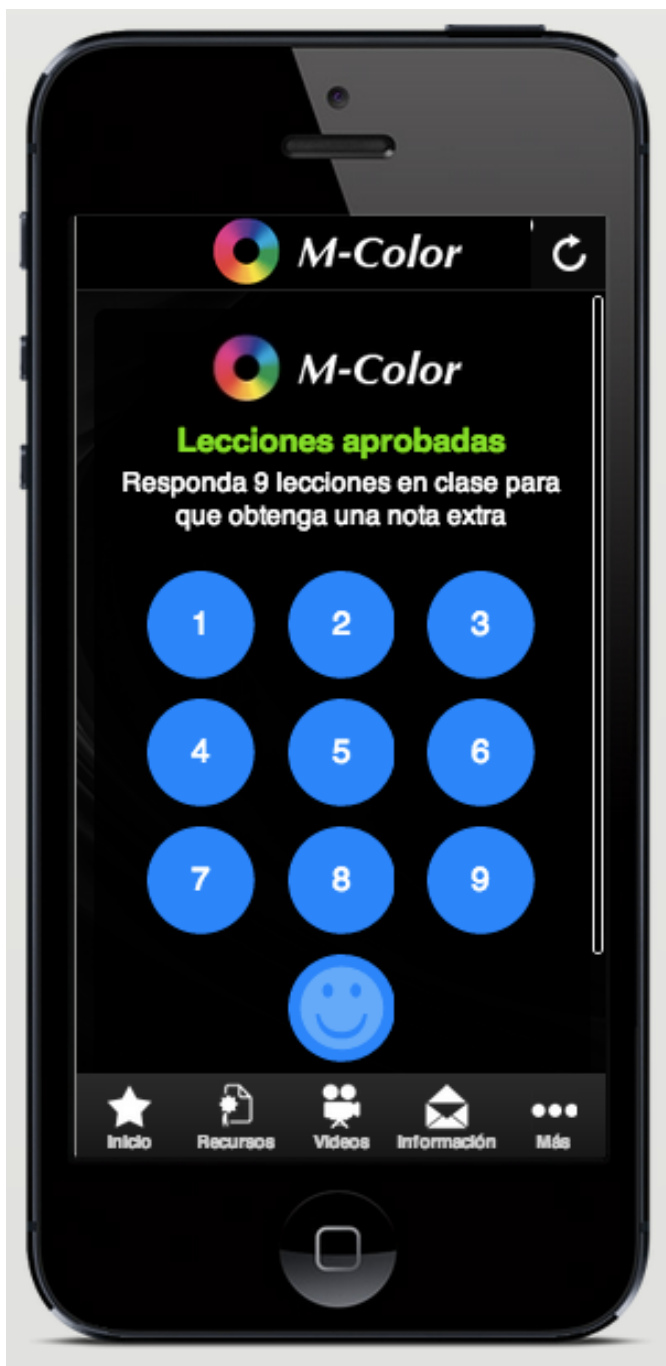 M-Color
M-Color
Lecciones aprobadas
Responda 9 lecciones en clase para
que obtenga una nota extra
1 2 3
4 5 6
7 8 9
Inicio Recursos Videos Información Más